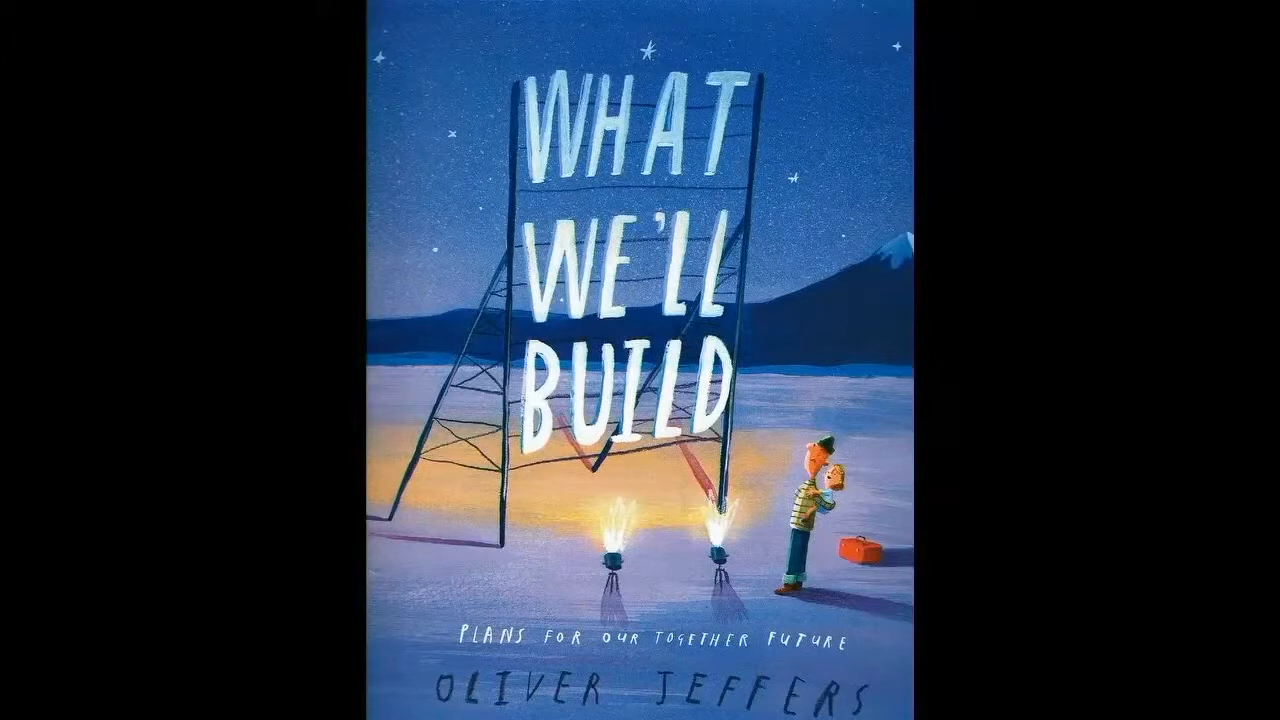 WHAT
WE'LL
BUILD
PLANS FOR OUR TOGETHER FUTURE
OLIVER JEFFERS